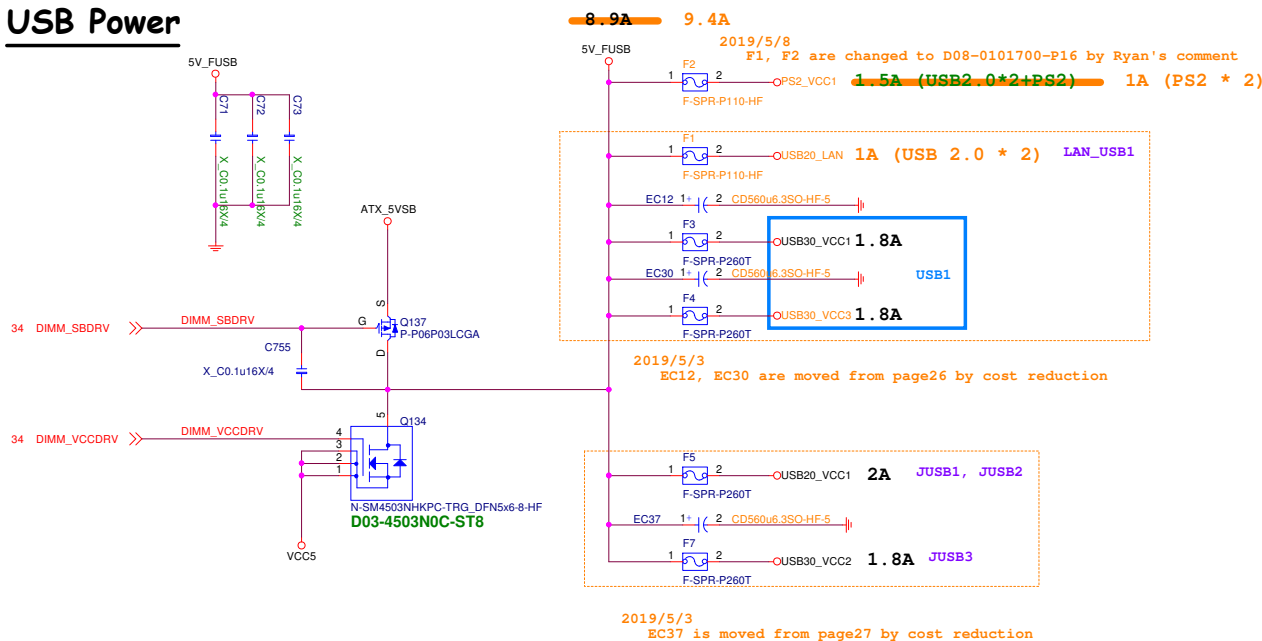 USB Power
8.9A 9.4A
2019/5/8
F1, F2 are changed to D08-0101700-P16 by Ryan's comment
5V_FUSB
C71
C72
C73
X_C0.1u16X/4
X_C0.1u16X/4
X_C0.1u16X/4
5V_FUSB
F2
1 2 PS2_VCC1 1.5A (USB2.0*2+PS2) 1A (PS2 * 2)
F-SPR-P110-HF
F1
1 2 USB20_LAN 1A (USB 2.0 * 2) LAN_USB1
F-SPR-P110-HF
EC12 1+ 2 CD560u6.3SO-HF-5
F3
1 2 USB30_VCC1 1.8A
F-SPR-P260T
EC30 1+ 2 CD560u6.3SO-HF-5
USB1
F4
1 2 USB30_VCC3 1.8A
F-SPR-P260T
2019/5/3
EC12, EC30 are moved from page26 by cost reduction
ATX_5VSB
34 DIMM_SBDRV DIMM_SBDRV
G S D
Q137
P-P06P03LCGA
C755
X_C0.1u16X/4
34 DIMM_VCCDRV DIMM_VCCDRV
5
Q134
4
3
2
1
N-SM4503NHKPC-TRG_DFN5x6-8-HF
D03-4503N0C-ST8
VCC5
F5
1 2 USB20_VCC1 2A JUSB1, JUSB2
F-SPR-P260T
EC37 1+ 2 CD560u6.3SO-HF-5
F7
1 2 USB30_VCC2 1.8A JUSB3
F-SPR-P260T
2019/5/3
EC37 is moved from page27 by cost reduction